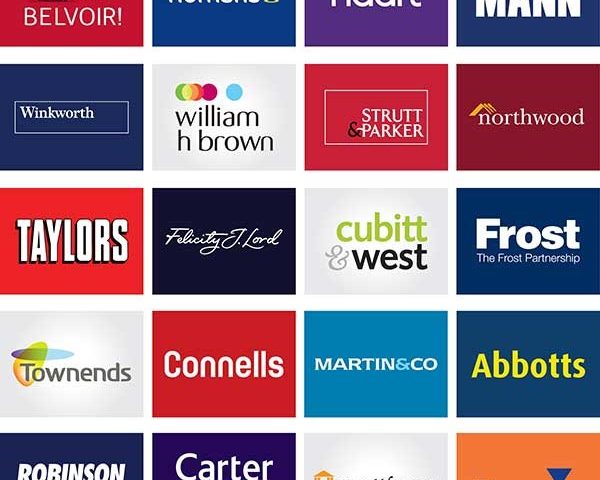 BELVOIR!
MANN
Winkworth
william
h brown
STRUTT
&PARKER
northwood
TAYLORS
Felicity J. Lord
cubitt
&west
Frost
The Frost Partnership
Townends
Connells
MARTIN&CO
Abbotts
ROBINSON
Carter